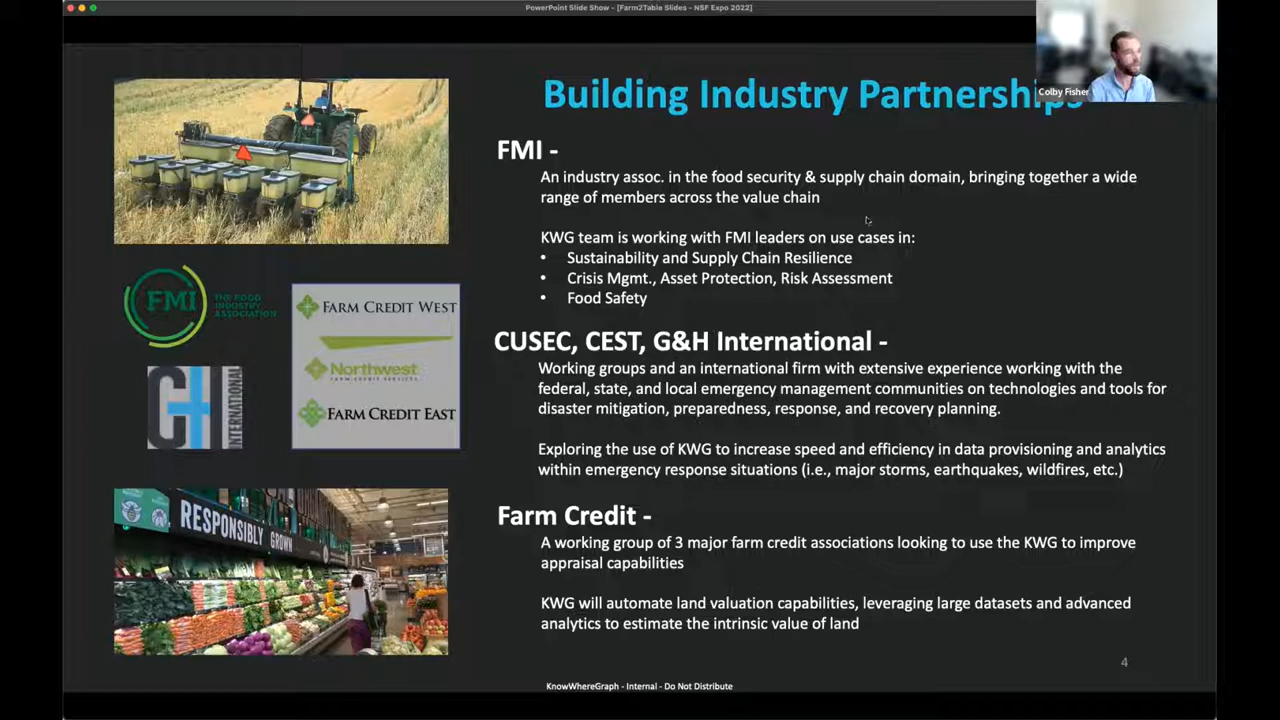 PowerPoint Slide Show - [Farm2Table Slides - NSF Expo 2022]
Colby Fisher
Building Industry Partnerships
FMI -
An industry assoc. in the food security & supply chain domain, bringing together a wide
range of members across the value chain
KWG team is working with FMI leaders on use cases in:
• Sustainability and Supply Chain Resilience
• Crisis Mgmt., Asset Protection, Risk Assessment
• Food Safety
CUSEC, CEST, G&H International -
Working groups and an international firm with extensive experience working with the
federal, state, and local emergency management communities on technologies and tools for
disaster mitigation, preparedness, response, and recovery planning.
Exploring the use of KWG to increase speed and efficiency in data provisioning and analytics
within emergency response situations (i.e., major storms, earthquakes, wildfires, etc.)
Farm Credit -
A working group of 3 major farm credit associations looking to use the KWG to improve
appraisal capabilities
KWG will automate land valuation capabilities, leveraging large datasets and advanced
analytics to estimate the intrinsic value of land
FMI
THE FOOD
INDUSTRY
ASSOCIATION
FARM CREDIT WEST
Northwest
FARM CREDIT SERVICES
FARM CREDIT EAST
GH
INTERNATIONAL
RESPONSIBLY GROWN
4
KnowWhereGraph - Internal - Do Not Distribute